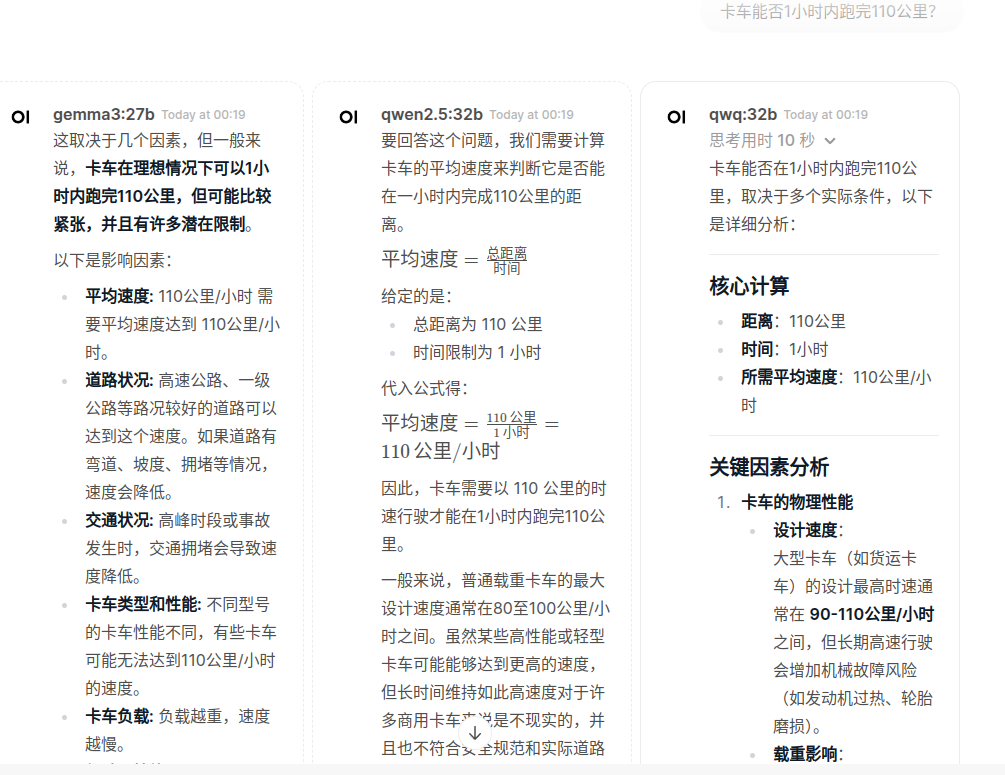 卡车能否1小时内跑完110公里？
OI gemma3:27b Today at 00:19
这取决于几个因素，但一般来
说，卡车在理想情况下可以1小
时内跑完110公里，但可能比较
紧张，并且有许多潜在限制。
以下是影响因素：
平均速度: 110公里/小时 需
要平均速度达到 110公里/小
时。
道路状况: 高速公路、一级
公路等路况较好的道路可以
达到这个速度。如果道路有
弯道、坡度、拥堵等情况，
速度会降低。
交通状况: 高峰时段或事故
发生时，交通拥堵会导致速
度降低。
卡车类型和性能: 不同型号
的卡车性能不同，有些卡车
可能无法达到110公里/小时
的速度。
卡车负载: 负载越重，速度
越慢。
OI qwen2.5:32b Today at 00:19
要回答这个问题，我们需要计算
卡车的平均速度来判断它是否能
在一小时内完成110公里的距
离。
平均速度 = 总距离/时间
给定的是：
总距离为 110 公里
时间限制为 1 小时
代入公式得：
平均速度 = 110 公里/1 小时 =
110 公里/小时
因此，卡车需要以 110 公里的时
速行驶才能在1小时内跑完110公
里。
一般来说，普通载重卡车的最大
设计速度通常在80至100公里/小
时之间。虽然某些高性能或轻型
卡车可能能够达到更高的速度，
但长时间维持如此高速度对于许
多商用卡车来说是不现实的，并
且也不符合安全规范和实际道路
OI qwq:32b Today at 00:19
思考用时 10 秒
卡车能否在1小时内跑完110公
里，取决于多个实际条件，以下
是详细分析：
核心计算
距离：110公里
时间：1小时
所需平均速度：110公里/小
时
关键因素分析
1. 卡车的物理性能
设计速度：
大型卡车（如货运卡
车）的设计最高时速通
常在 90-110公里/小时
之间，但长期高速行驶
会增加机械故障风险
（如发动机过热、轮胎
磨损）。
载重影响：